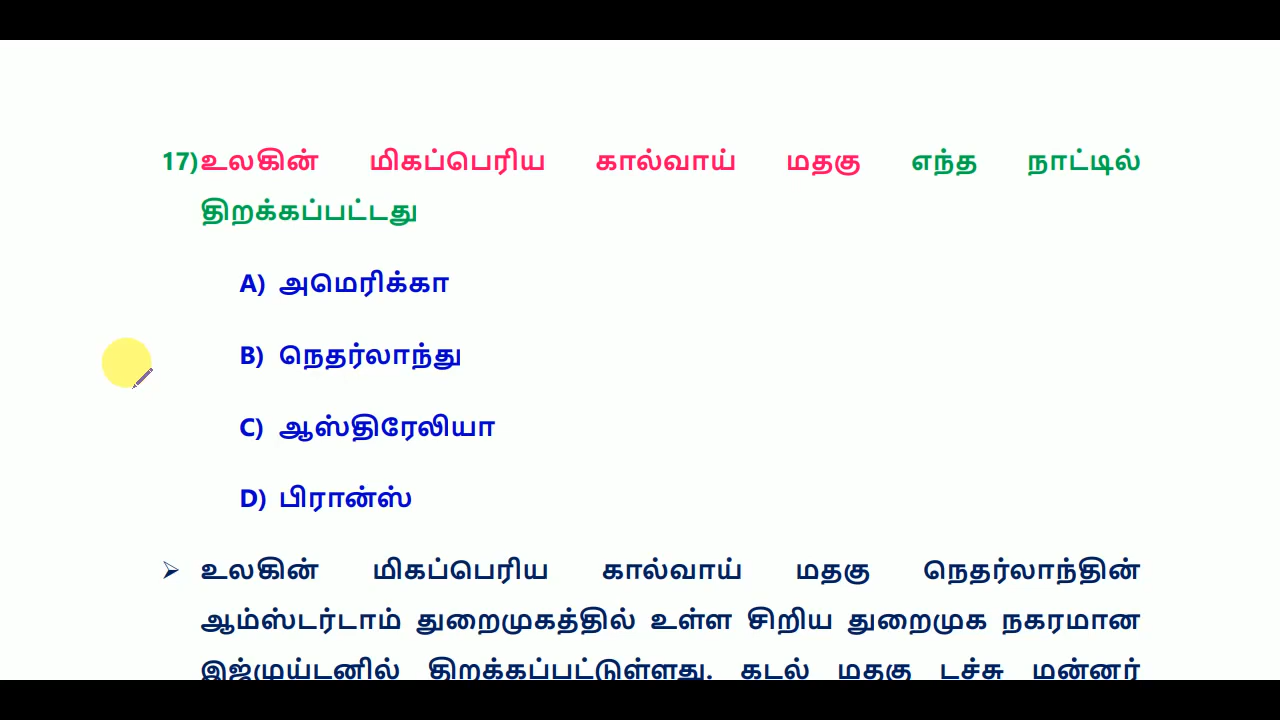 17)உலகின் மிகப்பெரிய கால்வாய் மதகு எந்த நாட்டில்
திறக்கப்பட்டது
A) அமெரிக்கா
B) நெதர்லாந்து
C) ஆஸ்திரேலியா
D) பிரான்ஸ்
➢ உலகின் மிகப்பெரிய கால்வாய் மதகு நெதர்லாந்தின்
ஆம்ஸ்டர்டாம் துறைமுகத்தில் உள்ள சிறிய துறைமுக நகரமான
இஜ்முய்டனில் திறக்கப்பட்டுள்ளது. கடல் மதகு டச்சு மன்னர்